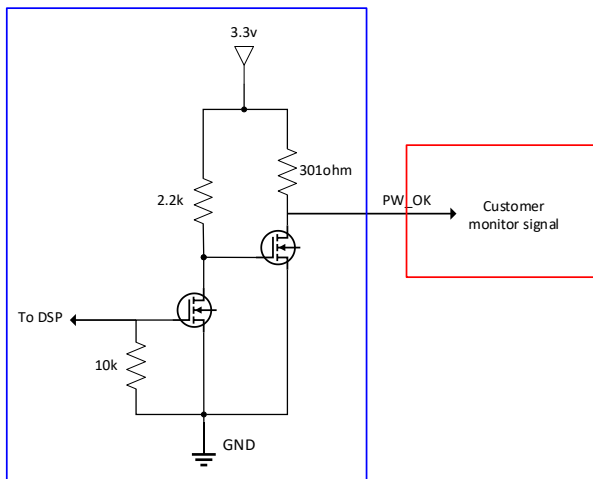 3.3v
301ohm
2.2k
PW_OK
Customer
monitor signal
To DSP
10k
GND